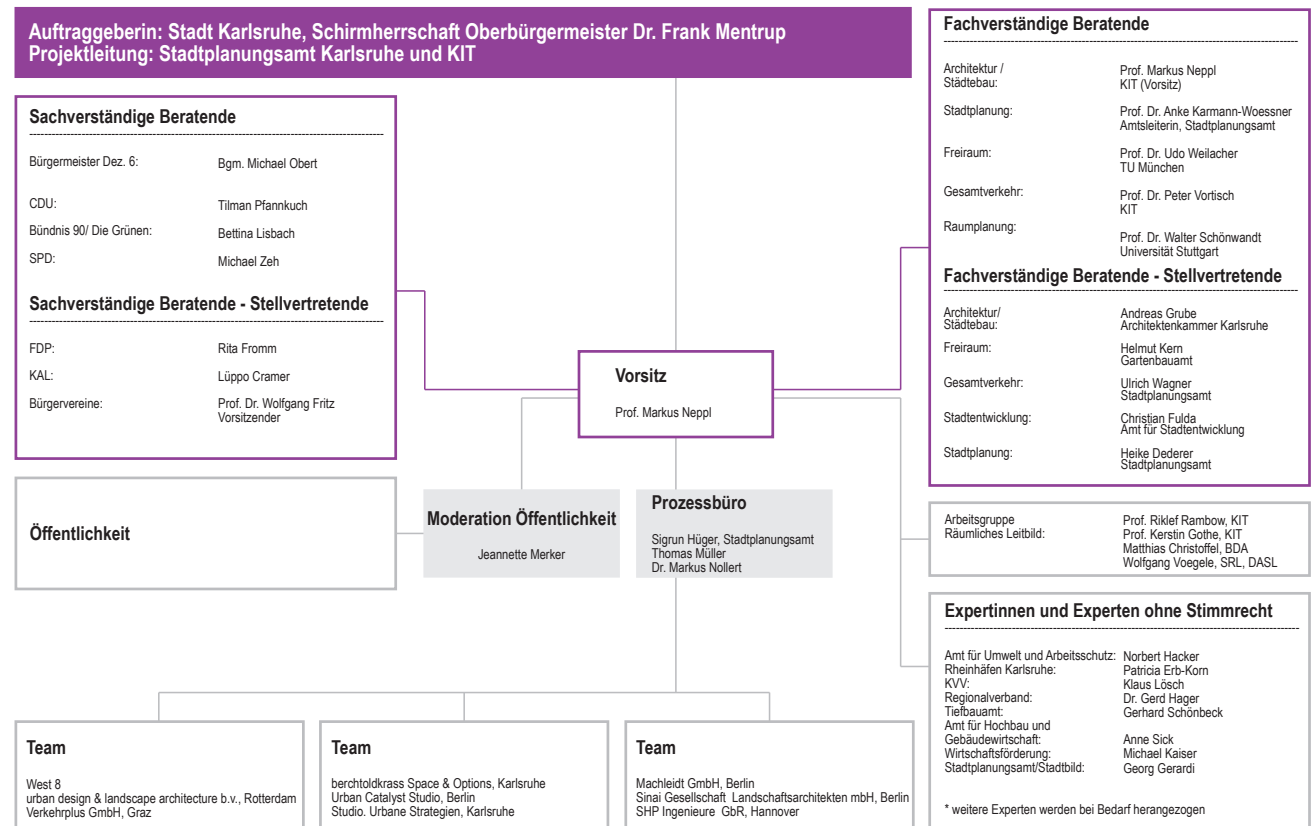 Auftraggeberin: Stadt Karlsruhe, Schirmherrschaft Oberbürgermeister Dr. Frank Mentrup
Projektleitung: Stadtplanungsamt Karlsruhe und KIT
Sachverständige Beratende
Bürgermeister Dez. 6: Bgm. Michael Obert
CDU: Tilman Pfannkuch
Bündnis 90/ Die Grünen: Bettina Lisbach
SPD: Michael Zeh
Sachverständige Beratende - Stellvertretende
FDP: Rita Fromm
KAL: Lüppo Cramer
Bürgervereine: Prof. Dr. Wolfgang Fritz
Vorsitzender
Fachverständige Beratende
Architektur / Prof. Markus Neppl
Städtebau: KIT (Vorsitz)
Stadtplanung: Prof. Dr. Anke Karmann-Woessner
Amtsleiterin, Stadtplanungsamt
Freiraum: Prof. Dr. Udo Weilacher
TU München
Gesamtverkehr: Prof. Dr. Peter Vortisch
KIT
Raumplanung:
Prof. Dr. Walter Schönwandt
Universität Stuttgart
Fachverständige Beratende - Stellvertretende
Architektur/ Andreas Grube
Städtebau: Architektenkammer Karlsruhe
Freiraum: Helmut Kern
Gartenbauamt
Gesamtverkehr: Ulrich Wagner
Stadtplanungsamt
Stadtentwicklung: Christian Fulda
Amt für Stadtentwicklung
Stadtplanung: Heike Dederer
Stadtplanungsamt
Vorsitz
Prof. Markus Neppl
Öffentlichkeit
Moderation Öffentlichkeit
Jeannette Merker
Prozessbüro
Sigrun Hüger, Stadtplanungsamt
Thomas Müller
Dr. Markus Nollert
Arbeitsgruppe Prof. Riklef Rambow, KIT
Räumliches Leitbild: Prof. Kerstin Gothe, KIT
Matthias Christoffel, BDA
Wolfgang Voegele, SRL, DASL
Expertinnen und Experten ohne Stimmrecht
Amt für Umwelt und Arbeitsschutz: Norbert Hacker
Rheinhäfen Karlsruhe: Patricia Erb-Korn
KVV: Klaus Lösch
Regionalverband: Dr. Gerd Hager
Tiefbauamt: Gerhard Schönbeck
Amt für Hochbau und
Gebäudewirtschaft: Anne Sick
Wirtschaftsförderung: Michael Kaiser
Stadtplanungsamt/Stadtbild: Georg Gerardi
* weitere Experten werden bei Bedarf herangezogen
Team
West 8
urban design & landscape architecture b.v., Rotterdam
Verkehrplus GmbH, Graz
Team
berchtoldkrass Space & Options, Karlsruhe
Urban Catalyst Studio, Berlin
Studio. Urbane Strategien, Karlsruhe
Team
Machleidt GmbH, Berlin
Sinai Gesellschaft Landschaftsarchitekten mbH, Berlin
SHP Ingenieure GbR, Hannover